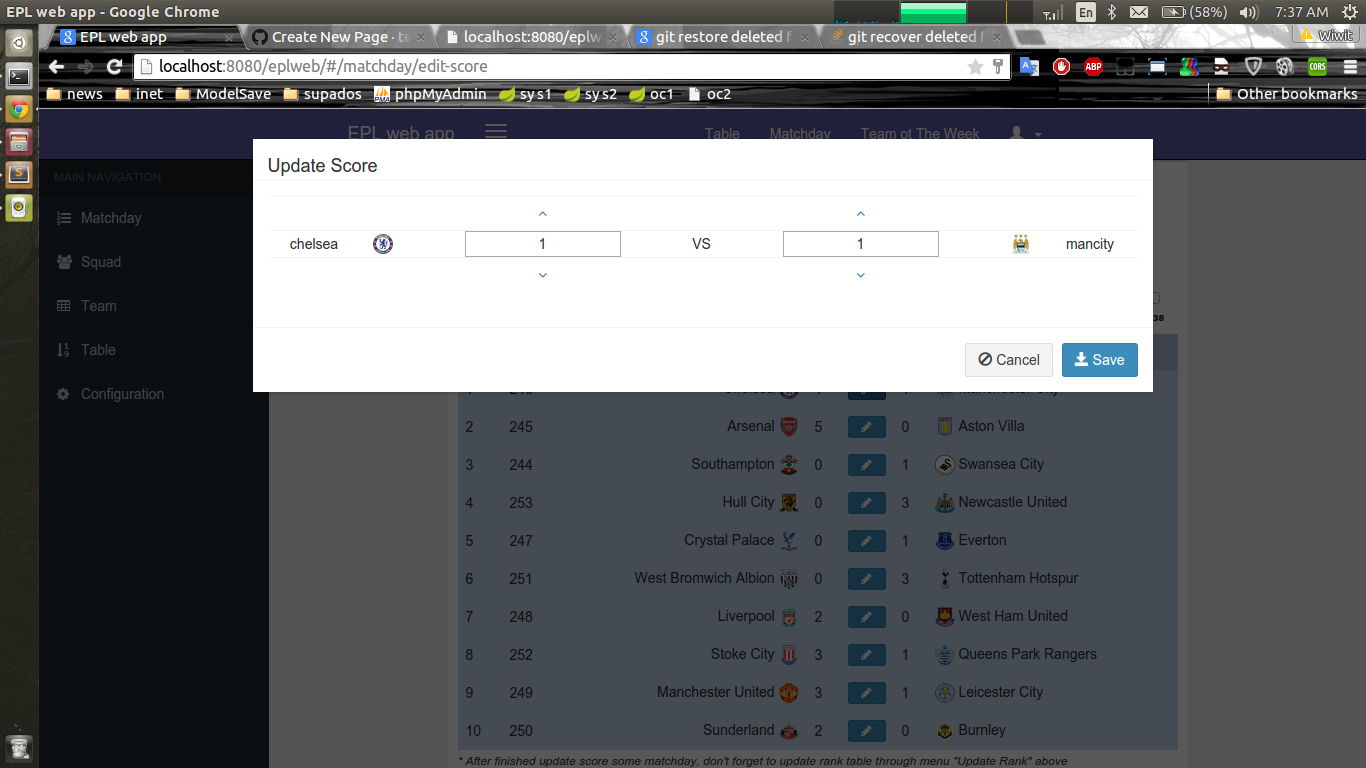 EPL web app - Google Chrome
En
(58%)
7:37 AM
EPL web app
Create New Page · te
localhost:8080/eplw
git restore deleted f
git recover deleted f
Wiwit
localhost:8080/eplweb/#/matchday/edit-score
ABP
CORS
news
inet
ModelSave
supados
phpMyAdmin
sys1
sys2
oc1
oc2
Other bookmarks
EPL web app
Table
Matchday
Team of The Week
MAIN NAVIGATION
Matchday
Squad
Team
Table
Configuration
Update Score
chelsea 1 VS 1 mancity
38
Cancel
Save
2 245 Arsenal 5 0 Aston Villa
3 244 Southampton 0 1 Swansea City
4 253 Hull City 0 3 Newcastle United
5 247 Crystal Palace 0 1 Everton
6 251 West Bromwich Albion 0 3 Tottenham Hotspur
7 248 Liverpool 2 0 West Ham United
8 252 Stoke City 3 1 Queens Park Rangers
9 249 Manchester United 3 1 Leicester City
10 250 Sunderland 2 0 Burnley
* After finished update score some matchday, don't forget to update rank table through menu "Update Rank" above